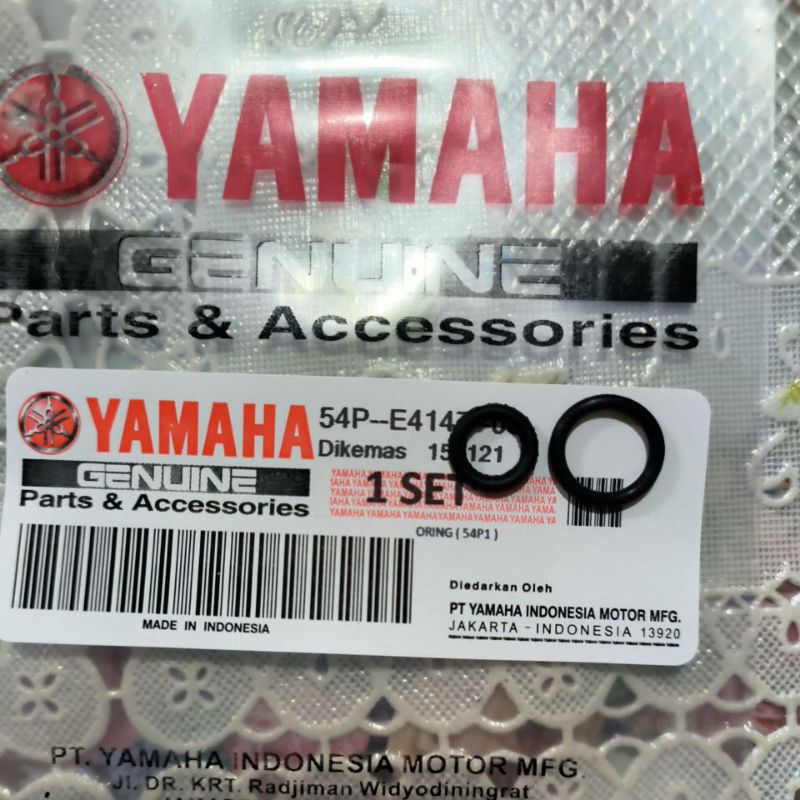 YAMAHA
GENUINE
Parts & Accessories
YAMAHA
GENUINE
Parts & Accessories
54P--E414
Dikemas 15 121
1 SET
ORING ( 54P1 )
MADE IN INDONESIA
Diedarkan Oleh
PT YAMAHA INDONESIA MOTOR MFG.
JAKARTA - INDONESIA 13920
PT. YAMAHA INDONESIA MOTOR MFG.
Jl. DR. KRT. Radjiman Widyodiningrat